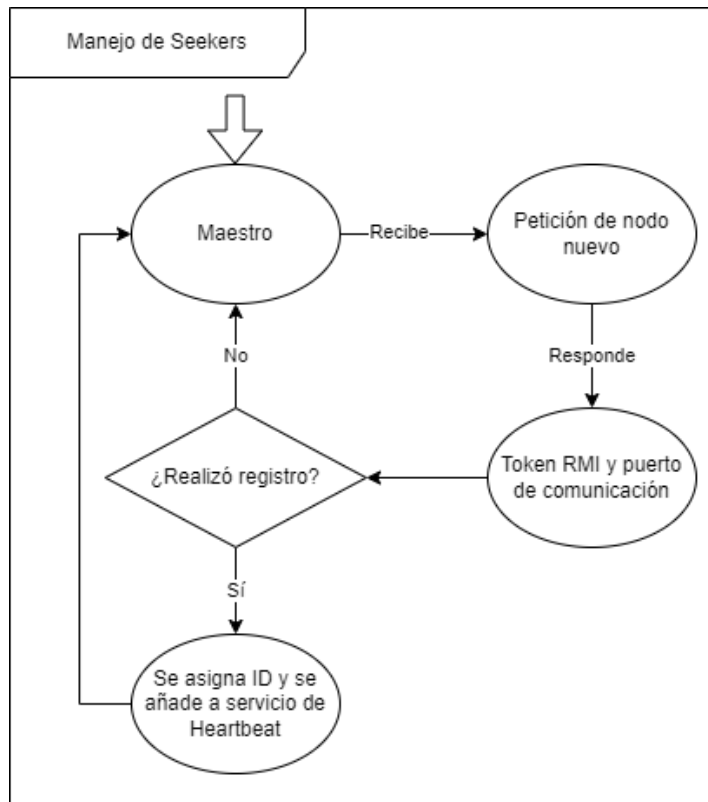 Manejo de Seekers
Maestro
Recibe
Petición de nodo
nuevo
Responde
Token RMI y puerto
de comunicación
¿Realizó registro?
No
Sí
Se asigna ID y se
añade a servicio de
Heartbeat